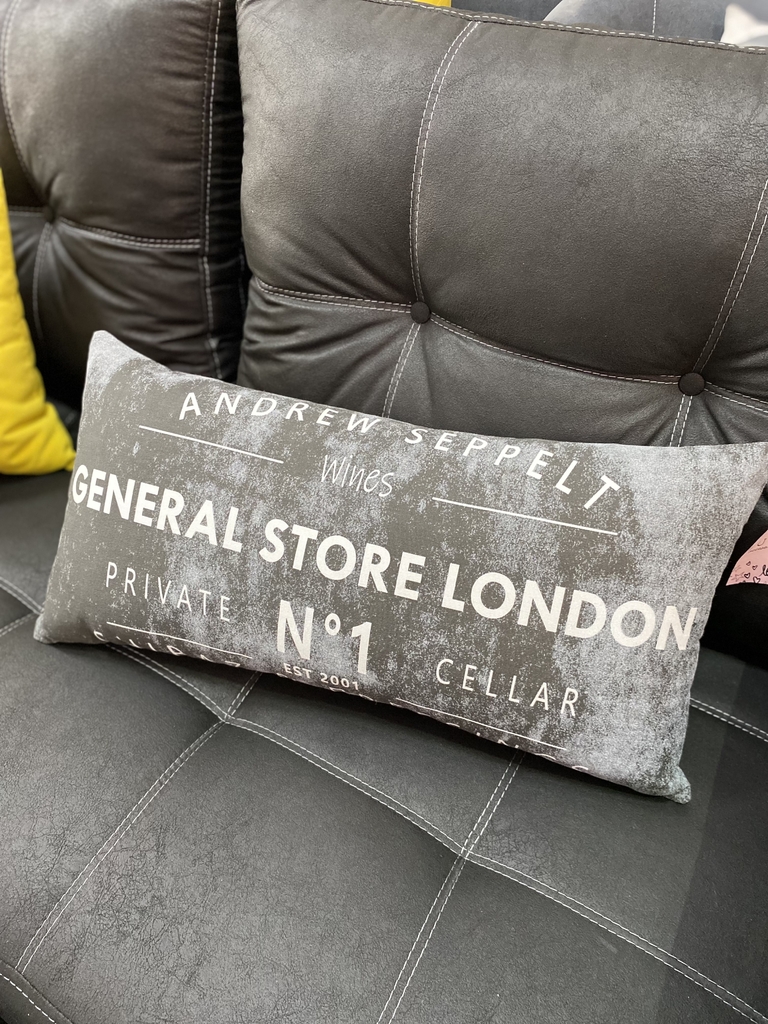 ANDREW SEPPELT
Wines
GENERAL STORE LONDON
PRIVATE
N°1
CELLAR
EST 2001